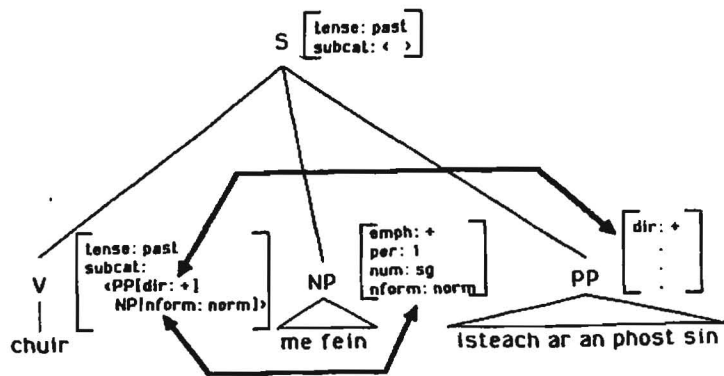 S
tense: past
subcat: < >
V
tense: past
subcat:
<PP[dir: +]
NP[nform: norm]>
NP
emph: +
per: 1
num: sg
nform: norm
PP
dir: +
.
.
.
chuir
me fein
isteach ar an phost sin